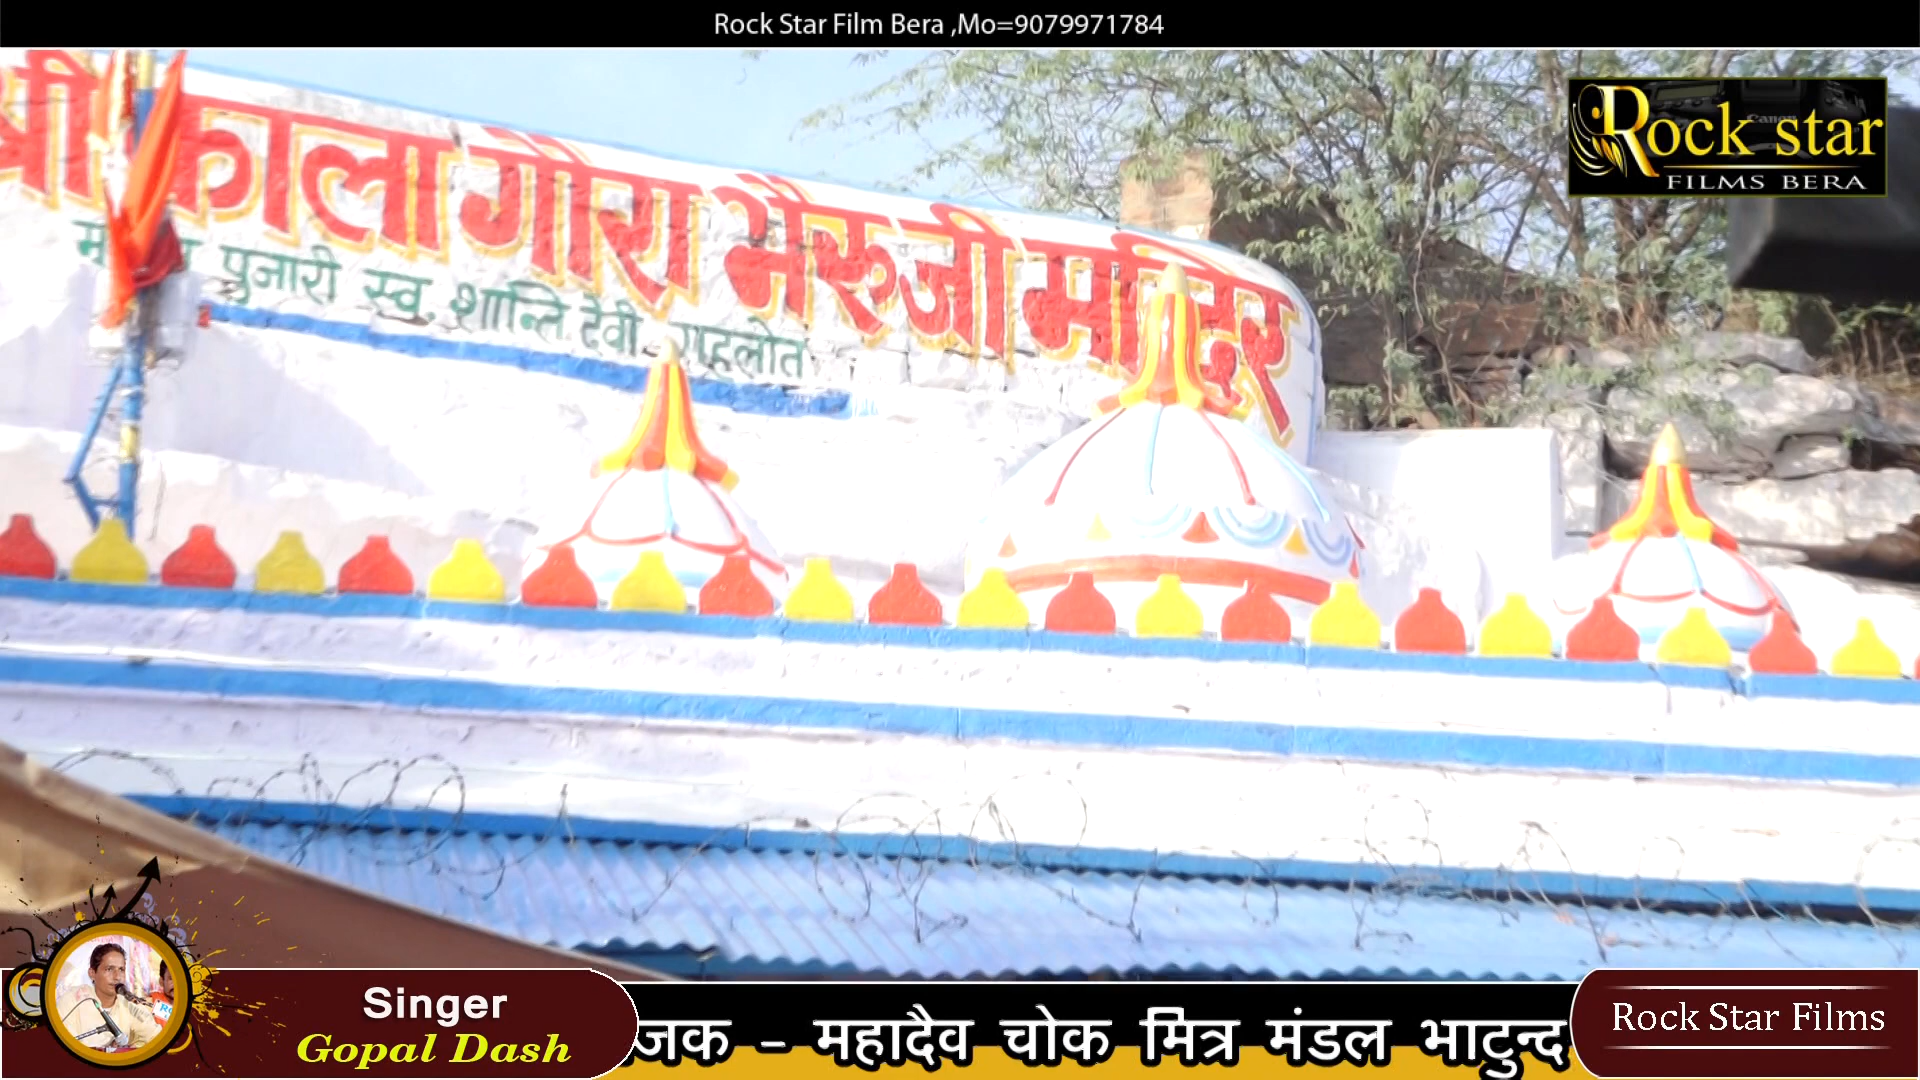 Rock Star Film Bera ,Mo=9079971784
Rock star
FILMS BERA
श्री काला गौरा भैरुजी मन्दिर
पुजारी स्व. शान्ति देवी गहलोत
Singer
Gopal Dash
जक – महादैव चोक मित्र मंडल भाटुन्द
Rock Star Films